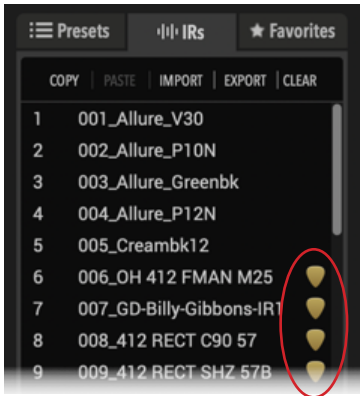 Presets IRs Favorites
COPY | PASTE | IMPORT | EXPORT | CLEAR
1 001_Allure_V30
2 002_Allure_P10N
3 003_Allure_Greenbk
4 004_Allure_P12N
5 005_Creambk12
6 006_OH 412 FMAN M25
7 007_GD-Billy-Gibbons-IR1
8 008_412 RECT C90 57
9 009_412 RECT SHZ 57B